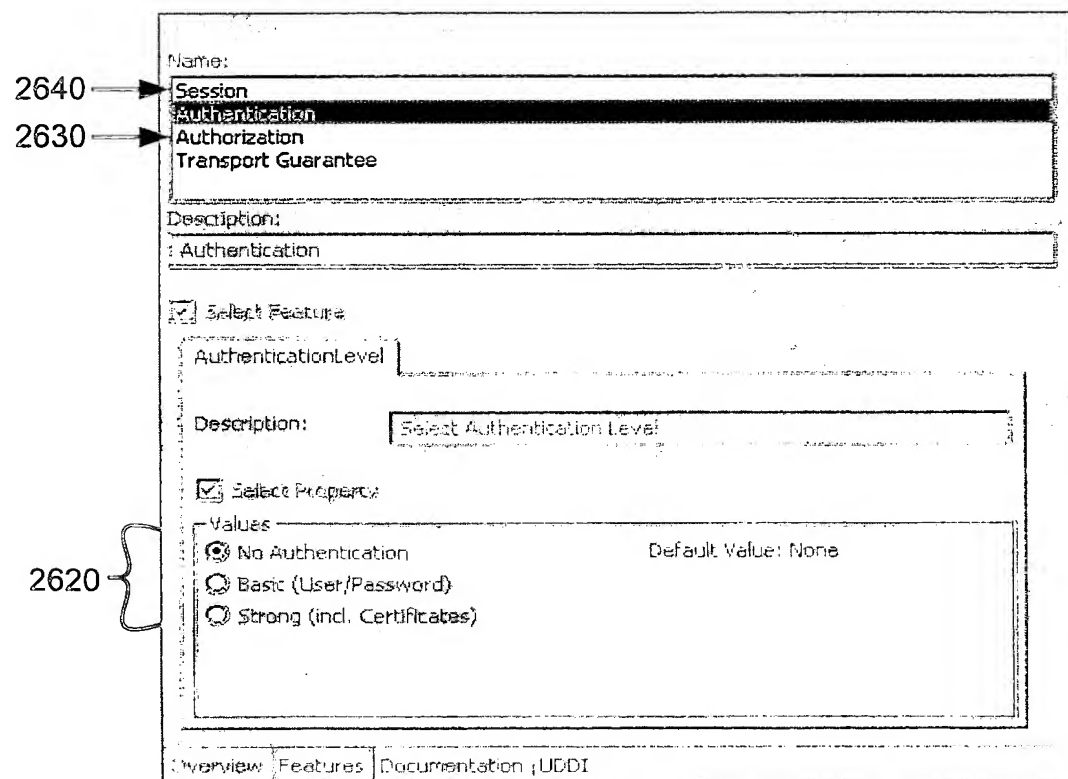 Name:
2640 Session
Authentication
2630 Authorization
Transport Guarantee
Description:
Authentication
Select Feature
AuthenticationLevel
Description: Select Authentication Level
Select Property
Values
No Authentication Default Value: None
2620 Basic (User/Password)
Strong (incl. Certificates)
Overview Features Documentation UDDI